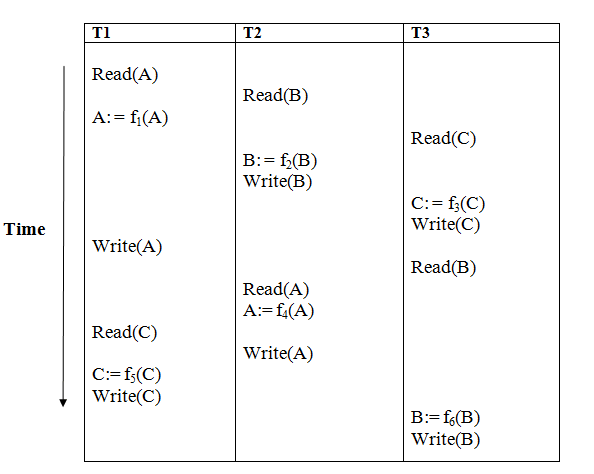 T1 T2 T3
Read(A)
Read(B)
A:= f₁(A)
Read(C)
B:= f₂(B)
Write(B)
C:= f₃(C)
Write(C)
Time
Write(A)
Read(B)
Read(A)
A:= f₄(A)
Read(C)
Write(A)
C:= f₅(C)
Write(C)
B:= f₆(B)
Write(B)